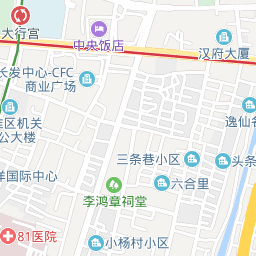 大行宫
中央饭店
汉府大厦
长发中心-CFC
商业广场
逸仙
机关
公大楼
三条巷小区
头条
六合里
国际中心
李鸿章祠堂
81医院
小杨村小区